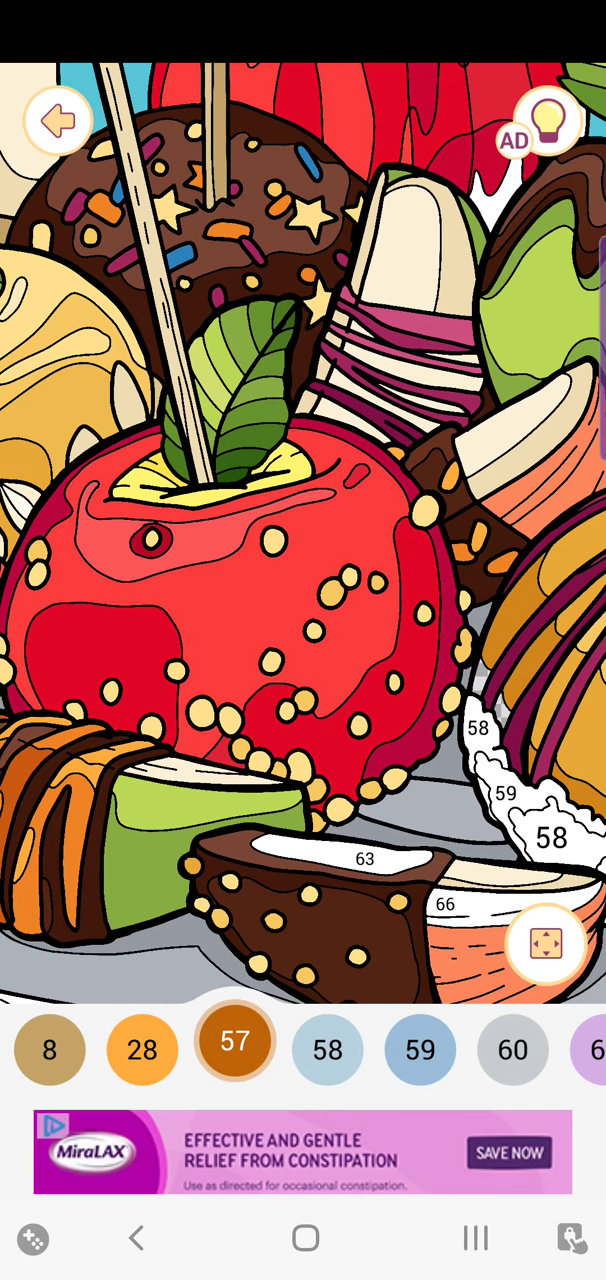 AD
58
59
58
63
66
8
28
57
58
59
60
MiraLAX
EFFECTIVE AND GENTLE
RELIEF FROM CONSTIPATION
SAVE NOW
Use as directed for occasional constipation.